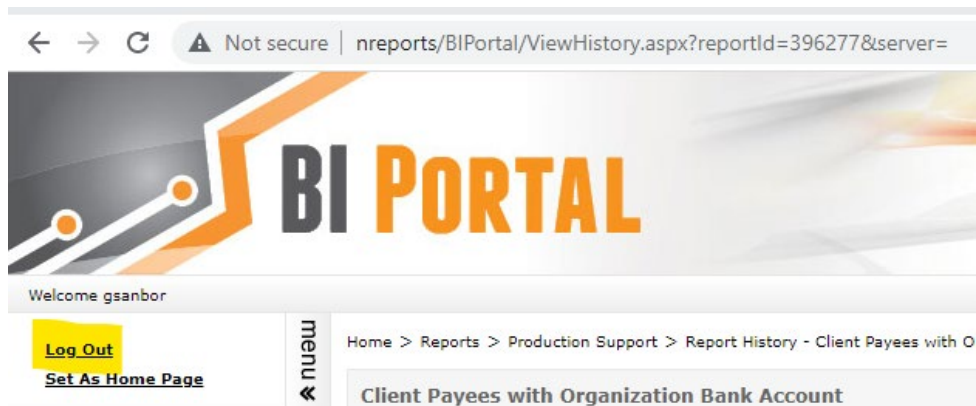 Not secure | nreports/BIPortal/ViewHistory.aspx?reportId=396277&server=
BI PORTAL
Welcome gsanbor
Log Out
Set As Home Page
menu «
Home > Reports > Production Support > Report History - Client Payees with O
Client Payees with Organization Bank Account